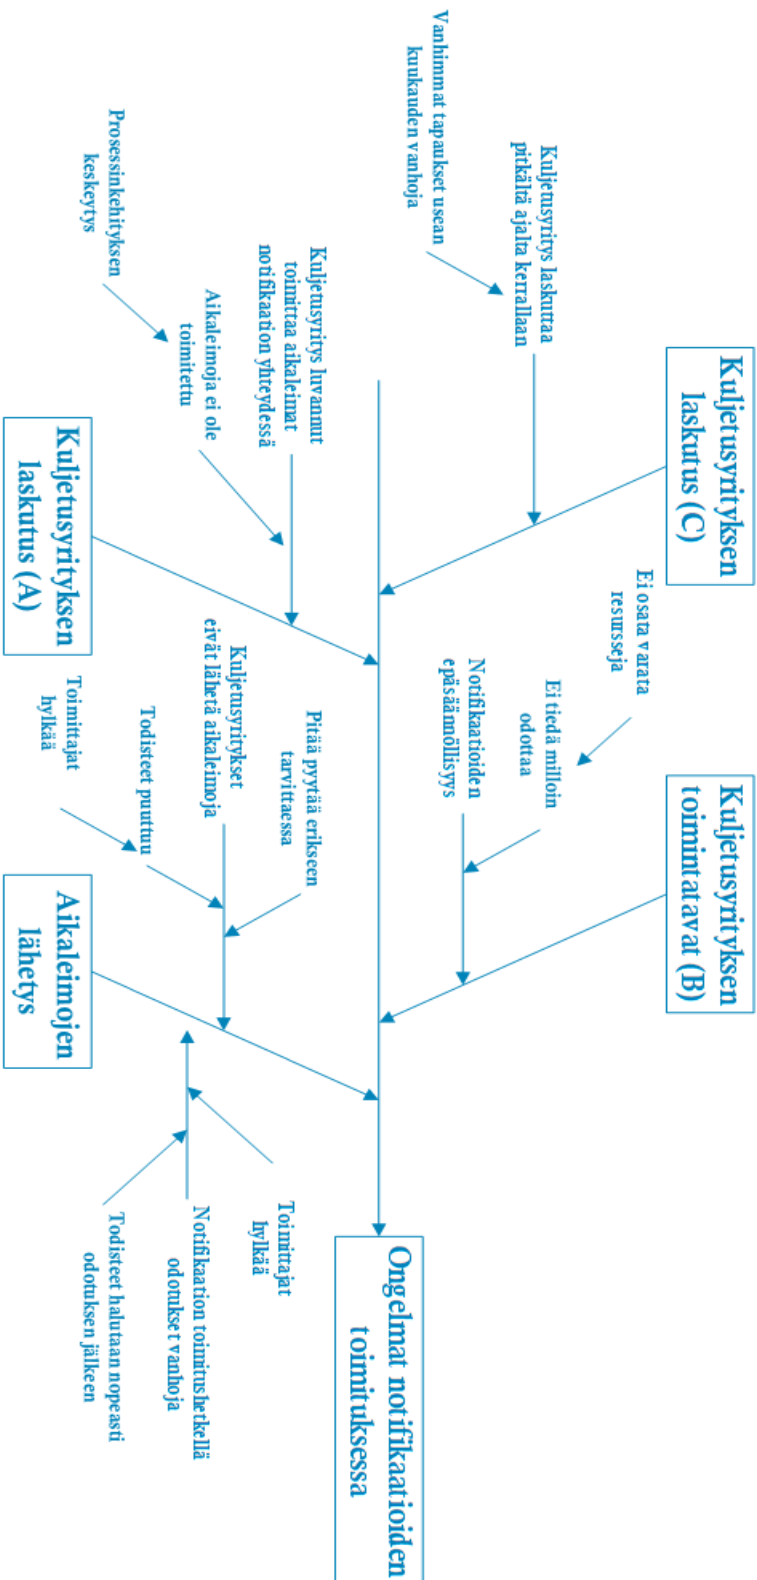 Kuljetusyrityksen
laskutus (C)
Kuljetusyrityksen
toimintatavat (B)
Kuljetusyritys laskuttaa
pitkältä ajalta kerrallaan
Vanhimmat tapaukset usean
kuukauden vanhoja
Ei osata varata
resursseja
Ei tiedä milloin
odottaa
Notifikaatioiden
epäsäännöllisyys
Ongelmat notifikaatioiden
toimituksessa
Kuljetusyritys luvannut
toimittaa aikaleimat
notifikaation yhteydessä
Aikaleimoja ei ole
toimitettu
Prosessinkehityksen
keskeytys
Pitää pyytää erikseen
tarvittaessa
Kuljetusyritykset
eivät lähetä aikaleimoja
Todisteet puuttuu
Toimittajat
hylkää
Toimittajat
hylkää
Notifikaation toimitushetkellä
odotukset vanhoja
Todisteet halutaan nopeasti
odotuksen jälkeen
Kuljetusyrityksen
laskutus (A)
Aikaleimojen
lähetys